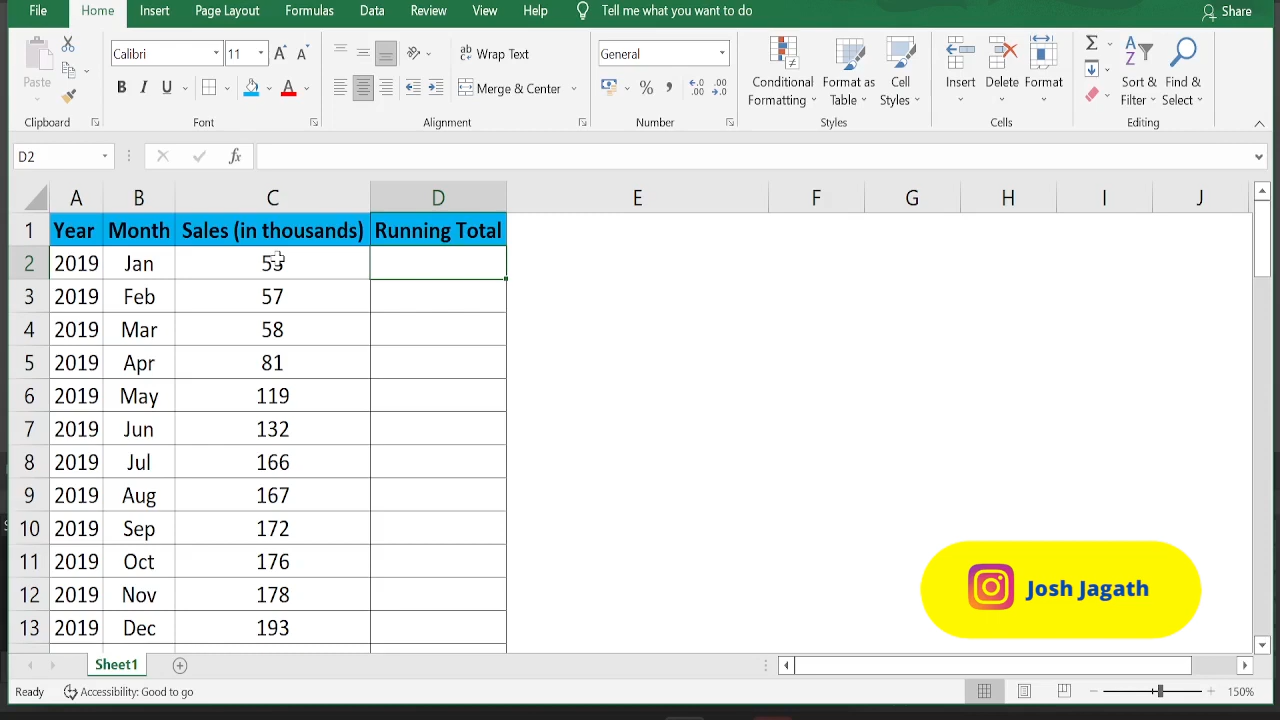 File Home Insert Page Layout Formulas Data Review View Help Tell me what you want to do Share
Paste
Clipboard
Calibri 11
B I U A
Font
Wrap Text
Merge & Center
Alignment
General
%
Number
Conditional Formatting
Format as Table
Cell Styles
Styles
Insert Delete Format
Cells
Sort & Filter
Find & Select
Editing
D2 fx
A B C D E F G H I J
1 Year Month Sales (in thousands) Running Total
2 2019 Jan
3 2019 Feb 57
4 2019 Mar 58
5 2019 Apr 81
6 2019 May 119
7 2019 Jun 132
8 2019 Jul 166
9 2019 Aug 167
10 2019 Sep 172
11 2019 Oct 176
12 2019 Nov 178
13 2019 Dec 193
Josh Jagath
Sheet1
Ready Accessibility: Good to go 150%